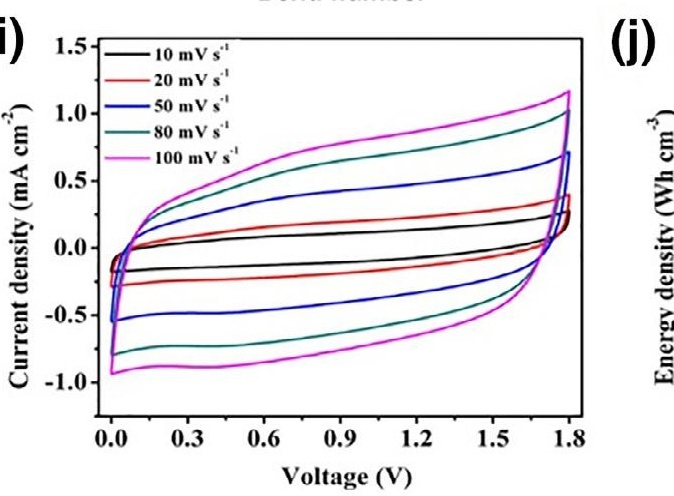 i)
(j)
1.5
1.0
0.5
0.0
-0.5
-1.0
10 mV s⁻¹
20 mV s⁻¹
50 mV s⁻¹
80 mV s⁻¹
100 mV s⁻¹
Current density (mA cm⁻²)
0.0 0.3 0.6 0.9 1.2 1.5 1.8
Voltage (V)
Energy density (Wh cm⁻³)